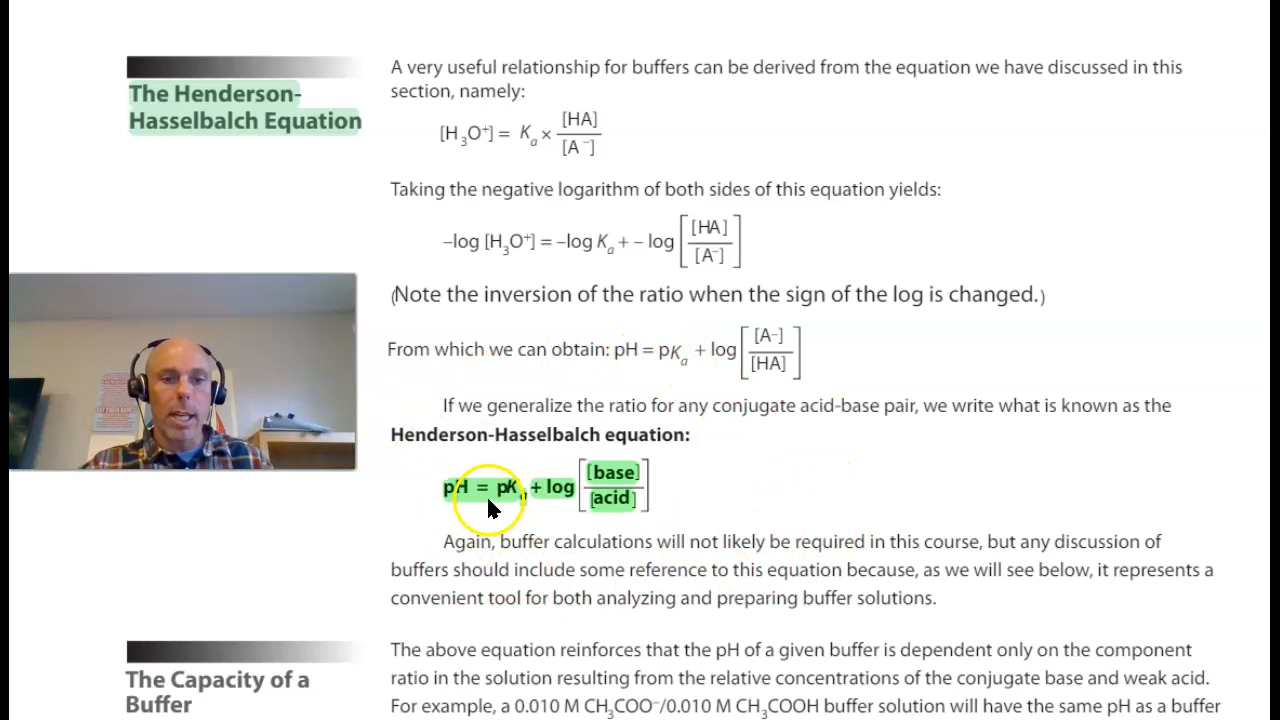 The Henderson-
Hasselbalch Equation
A very useful relationship for buffers can be derived from the equation we have discussed in this
section, namely:
[H₃O⁺] = Kₐ × [HA]/[A⁻]
Taking the negative logarithm of both sides of this equation yields:
–log [H₃O⁺] = –log Kₐ + – log [[HA]/[A⁻]]
(Note the inversion of the ratio when the sign of the log is changed.)
From which we can obtain: pH = pKₐ + log [[A⁻]/[HA]]
If we generalize the ratio for any conjugate acid-base pair, we write what is known as the
Henderson-Hasselbalch equation:
pH = pKₐ + log [[base]/[acid]]
Again, buffer calculations will not likely be required in this course, but any discussion of
buffers should include some reference to this equation because, as we will see below, it represents a
convenient tool for both analyzing and preparing buffer solutions.
The Capacity of a
Buffer
The above equation reinforces that the pH of a given buffer is dependent only on the component
ratio in the solution resulting from the relative concentrations of the conjugate base and weak acid.
For example, a 0.010 M CH₃COO⁻/0.010 M CH₃COOH buffer solution will have the same pH as a buffer